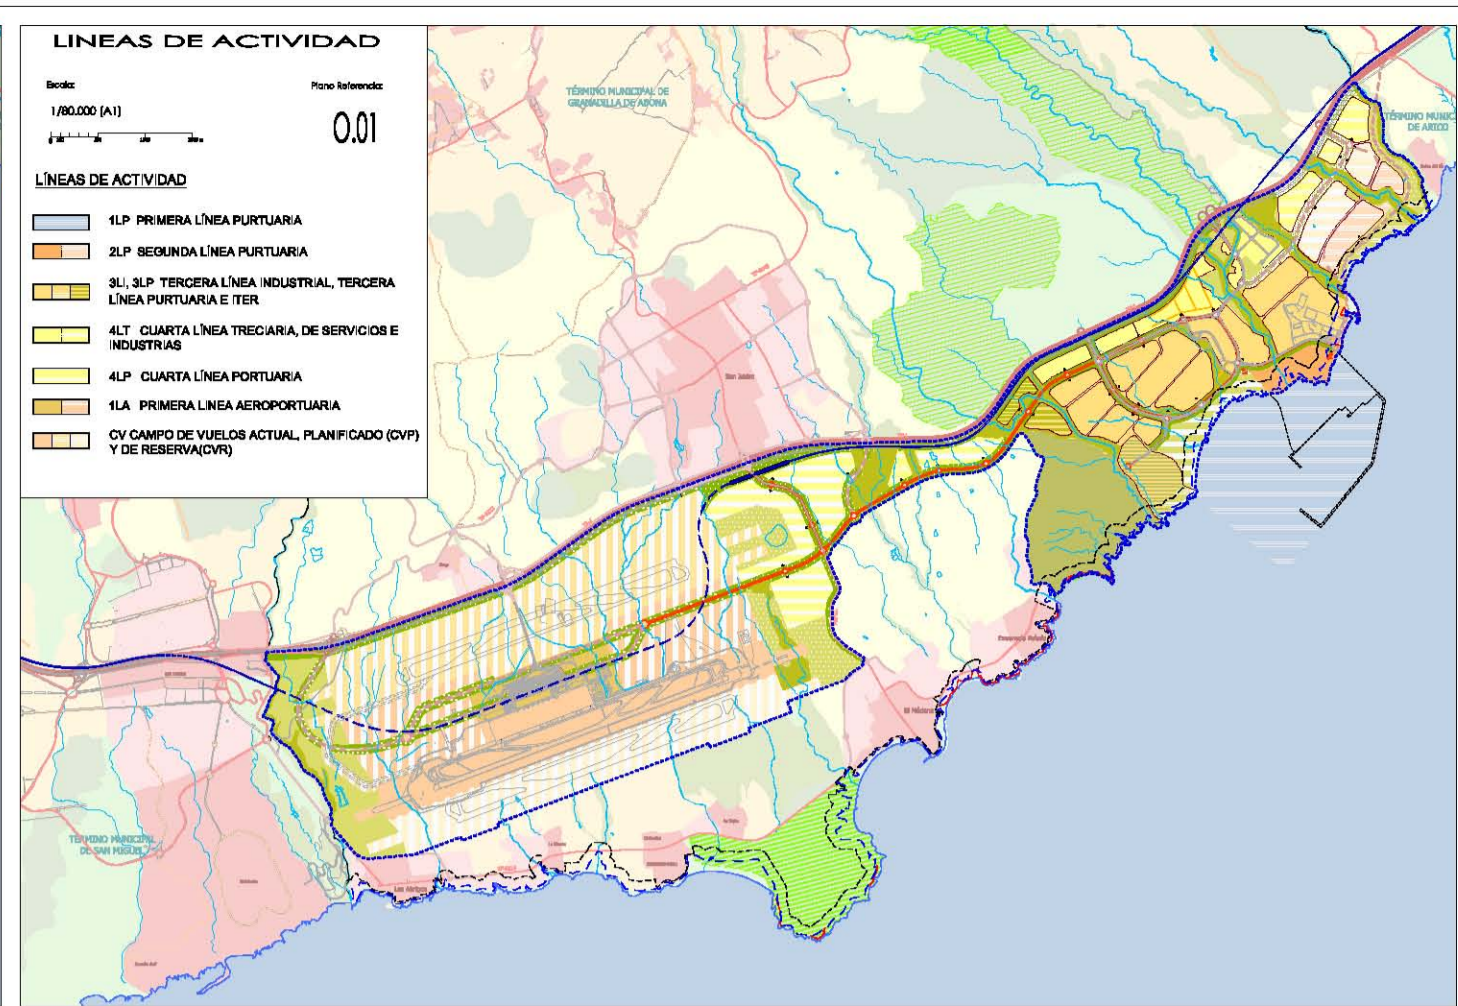 LINEAS DE ACTIVIDAD
Escala:
Plano Referencia:
1/80.000 [A1]
0.01
LÍNEAS DE ACTIVIDAD
1LP PRIMERA LÍNEA PURTUARIA
2LP SEGUNDA LÍNEA PURTUARIA
3LI, 3LP TERCERA LÍNEA INDUSTRIAL, TERCERA
LÍNEA PURTUARIA E ITER
4LT CUARTA LÍNEA TRECIARIA, DE SERVICIOS E
INDUSTRIAS
4LP CUARTA LÍNEA PORTUARIA
1LA PRIMERA LINEA AEROPORTUARIA
CV CAMPO DE VUELOS ACTUAL, PLANIFICADO (CVP)
Y DE RESERVA(CVR)
TÉRMINO MUNICIPAL DE
GRANADILLA DE ABONA
TÉRMINO MUNIC
DE ARICO
San Isidro
El Médano
TÉRMINO MUNICIPAL
DE SAN MIGUEL
Los Abrigos